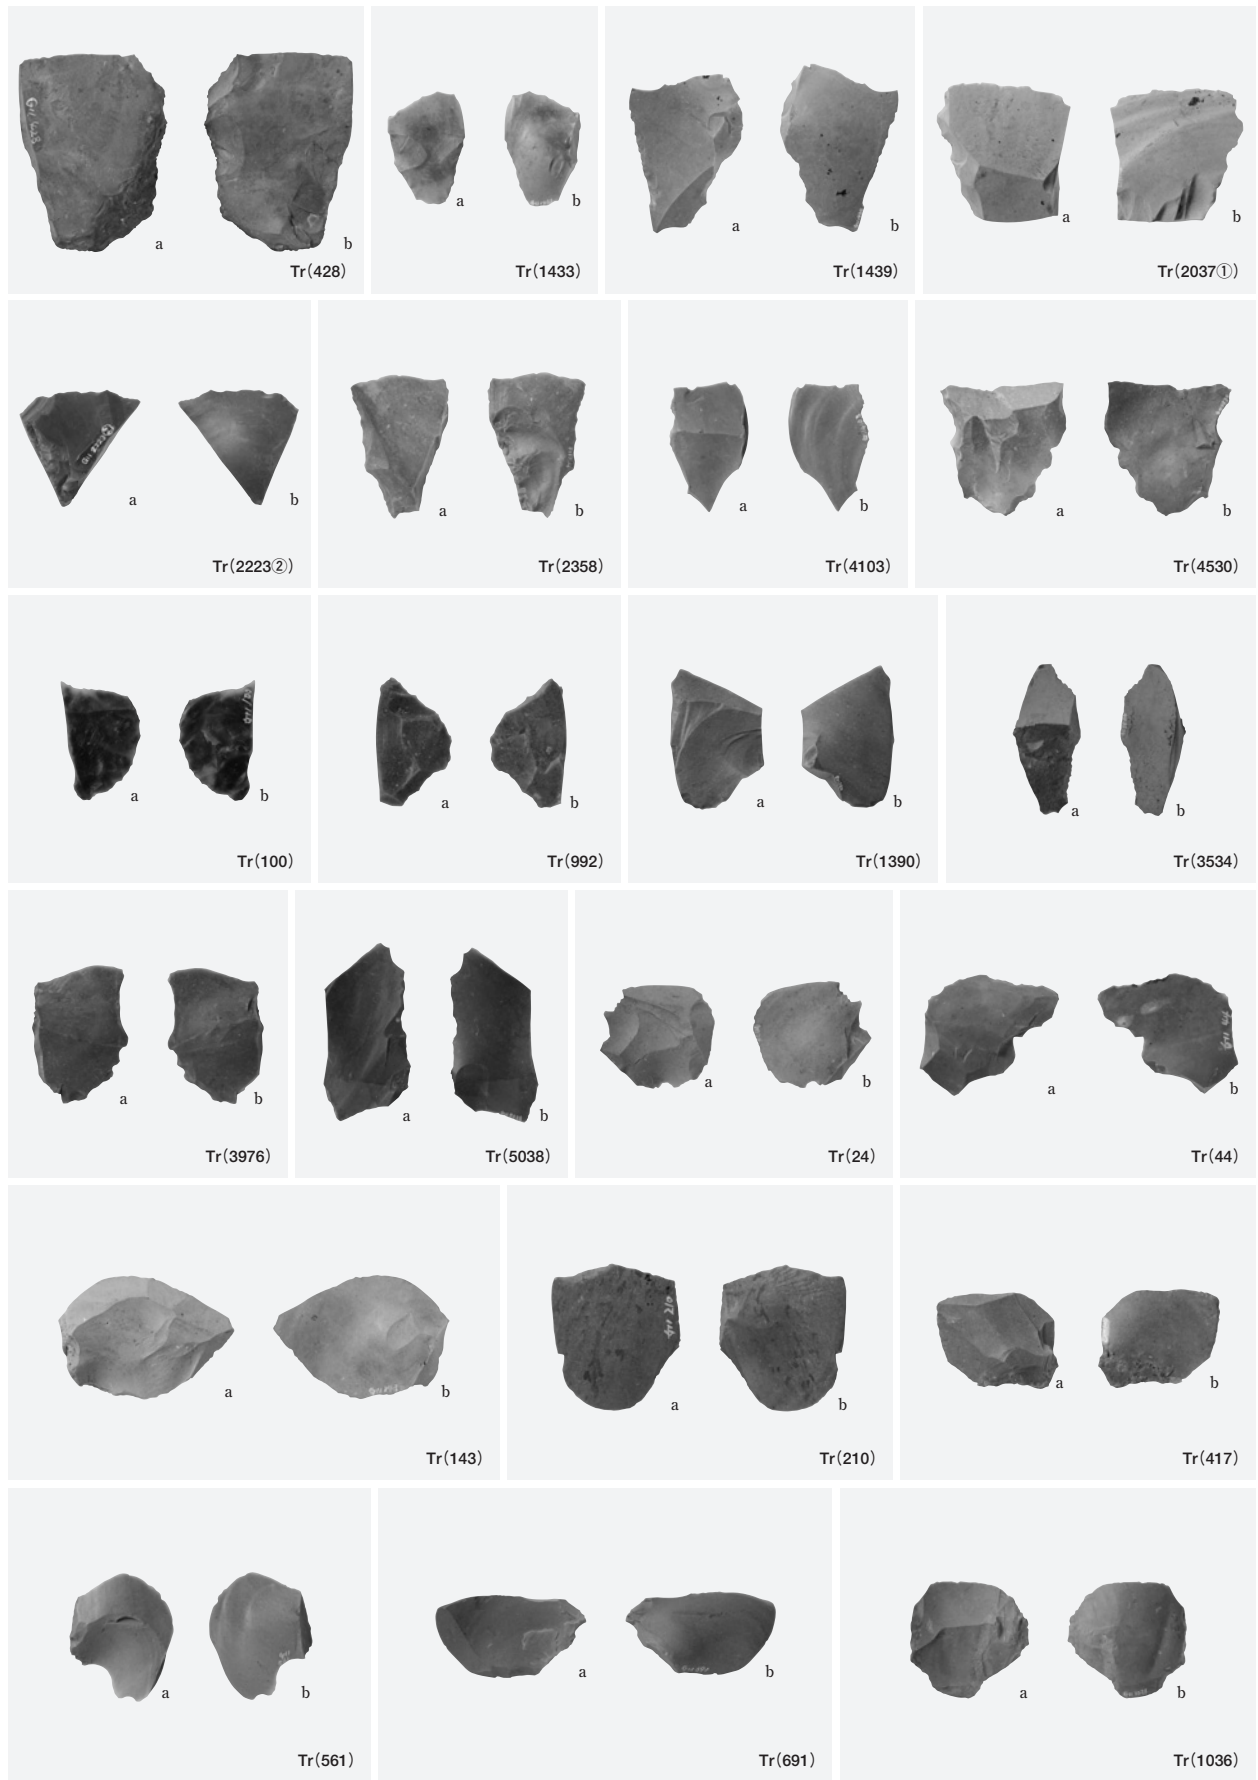 a b
Tr(428)
a b
Tr(1433)
a b
Tr(1439)
a b
Tr(2037①)
a b
Tr(2223②)
a b
Tr(2358)
a b
Tr(4103)
a b
Tr(4530)
a b
Tr(100)
a b
Tr(992)
a b
Tr(1390)
a b
Tr(3534)
a b
Tr(3976)
a b
Tr(5038)
a b
Tr(24)
a b
Tr(44)
a b
Tr(143)
a b
Tr(210)
a b
Tr(417)
a b
Tr(561)
a b
Tr(691)
a b
Tr(1036)